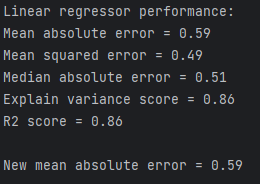 Linear regressor performance:
Mean absolute error = 0.59
Mean squared error = 0.49
Median absolute error = 0.51
Explain variance score = 0.86
R2 score = 0.86
New mean absolute error = 0.59